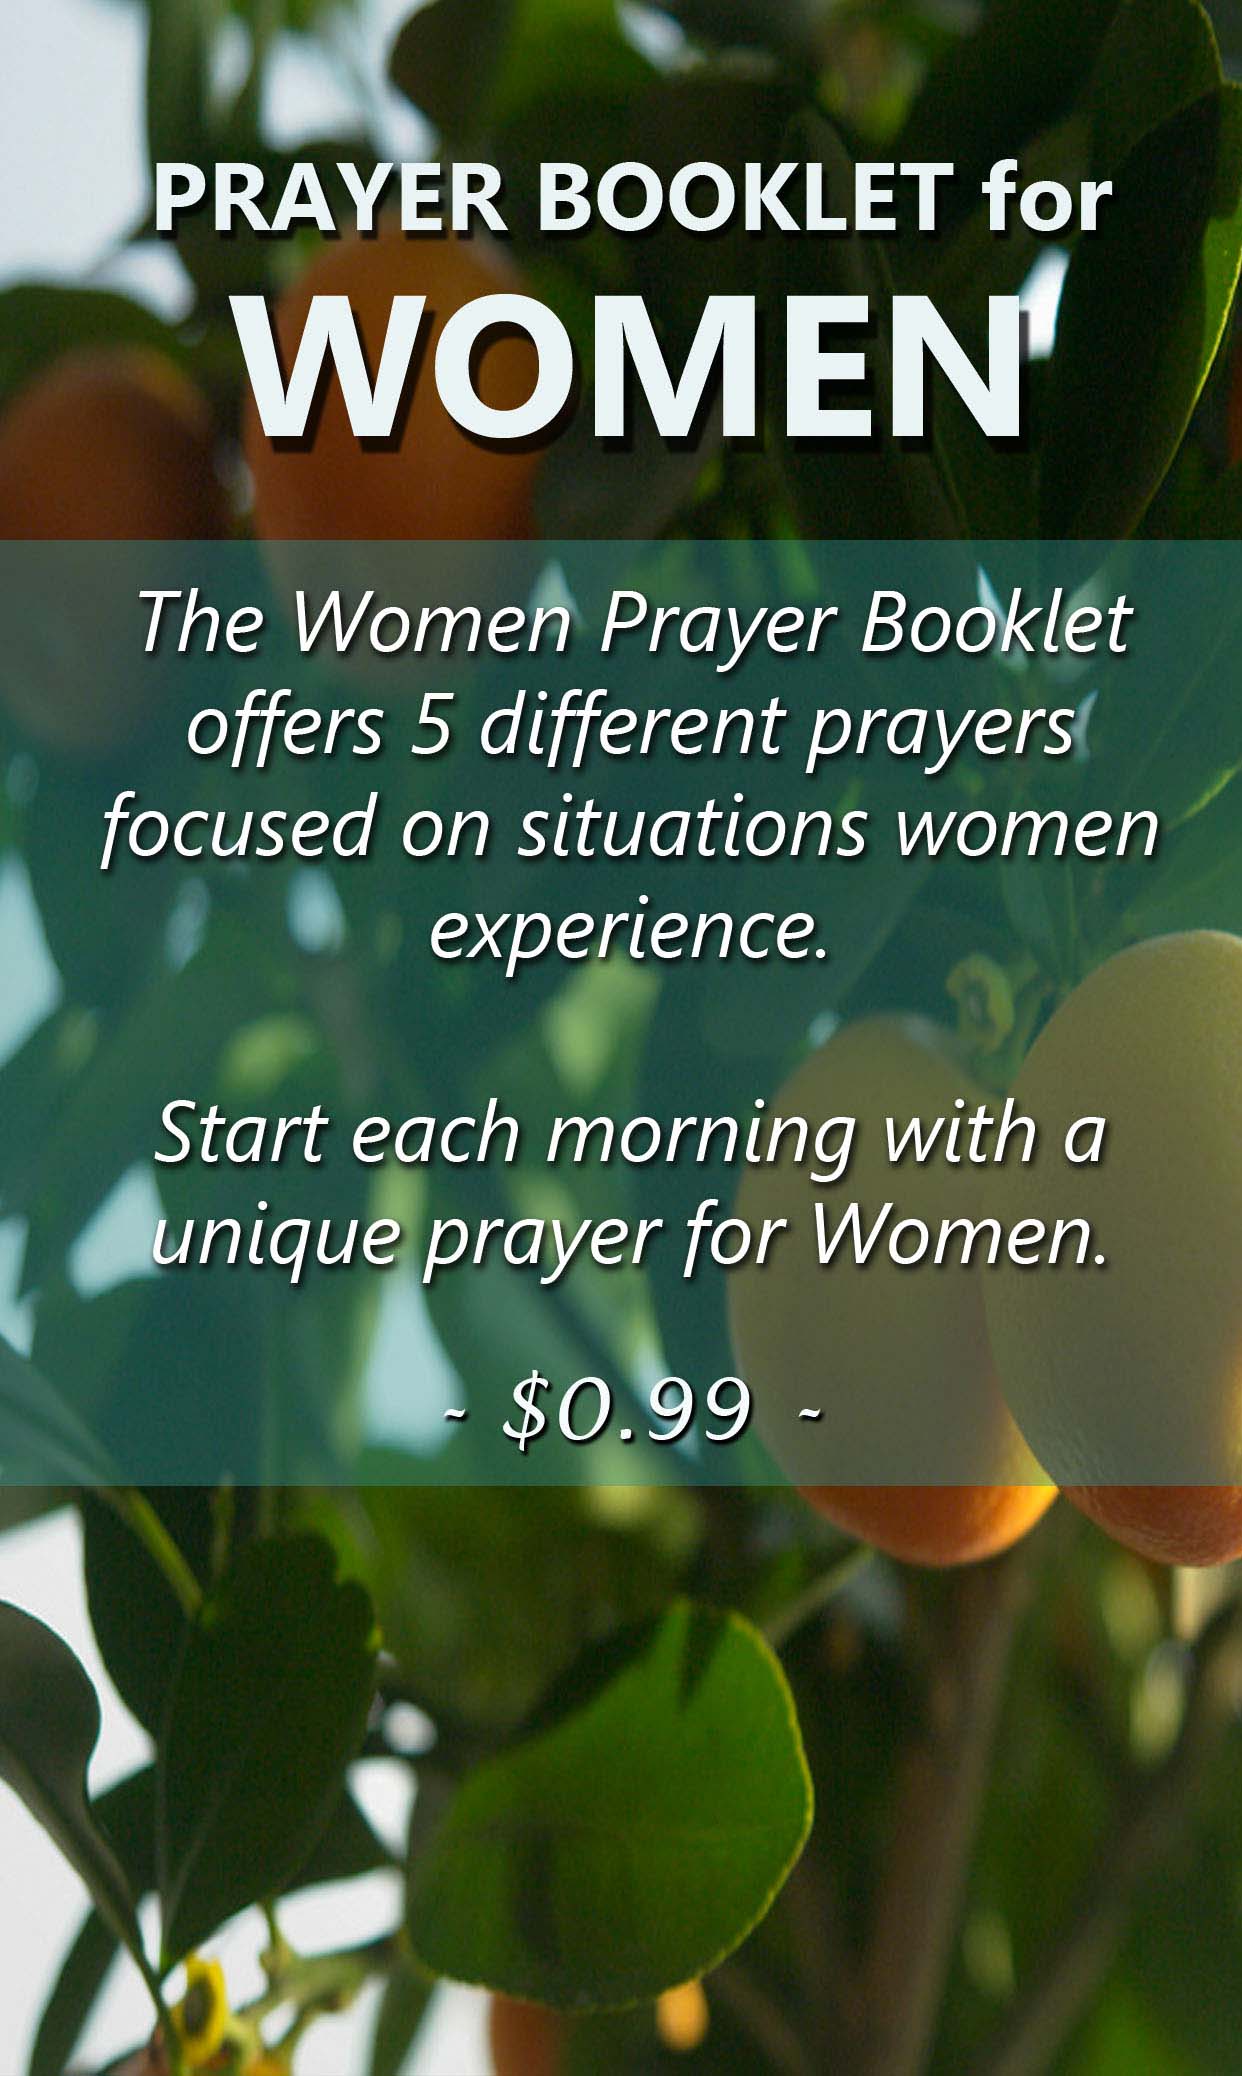 PRAYER BOOKLET for
WOMEN
The Women Prayer Booklet
offers 5 different prayers
focused on situations women
experience.
Start each morning with a
unique prayer for Women.
- $0.99 -